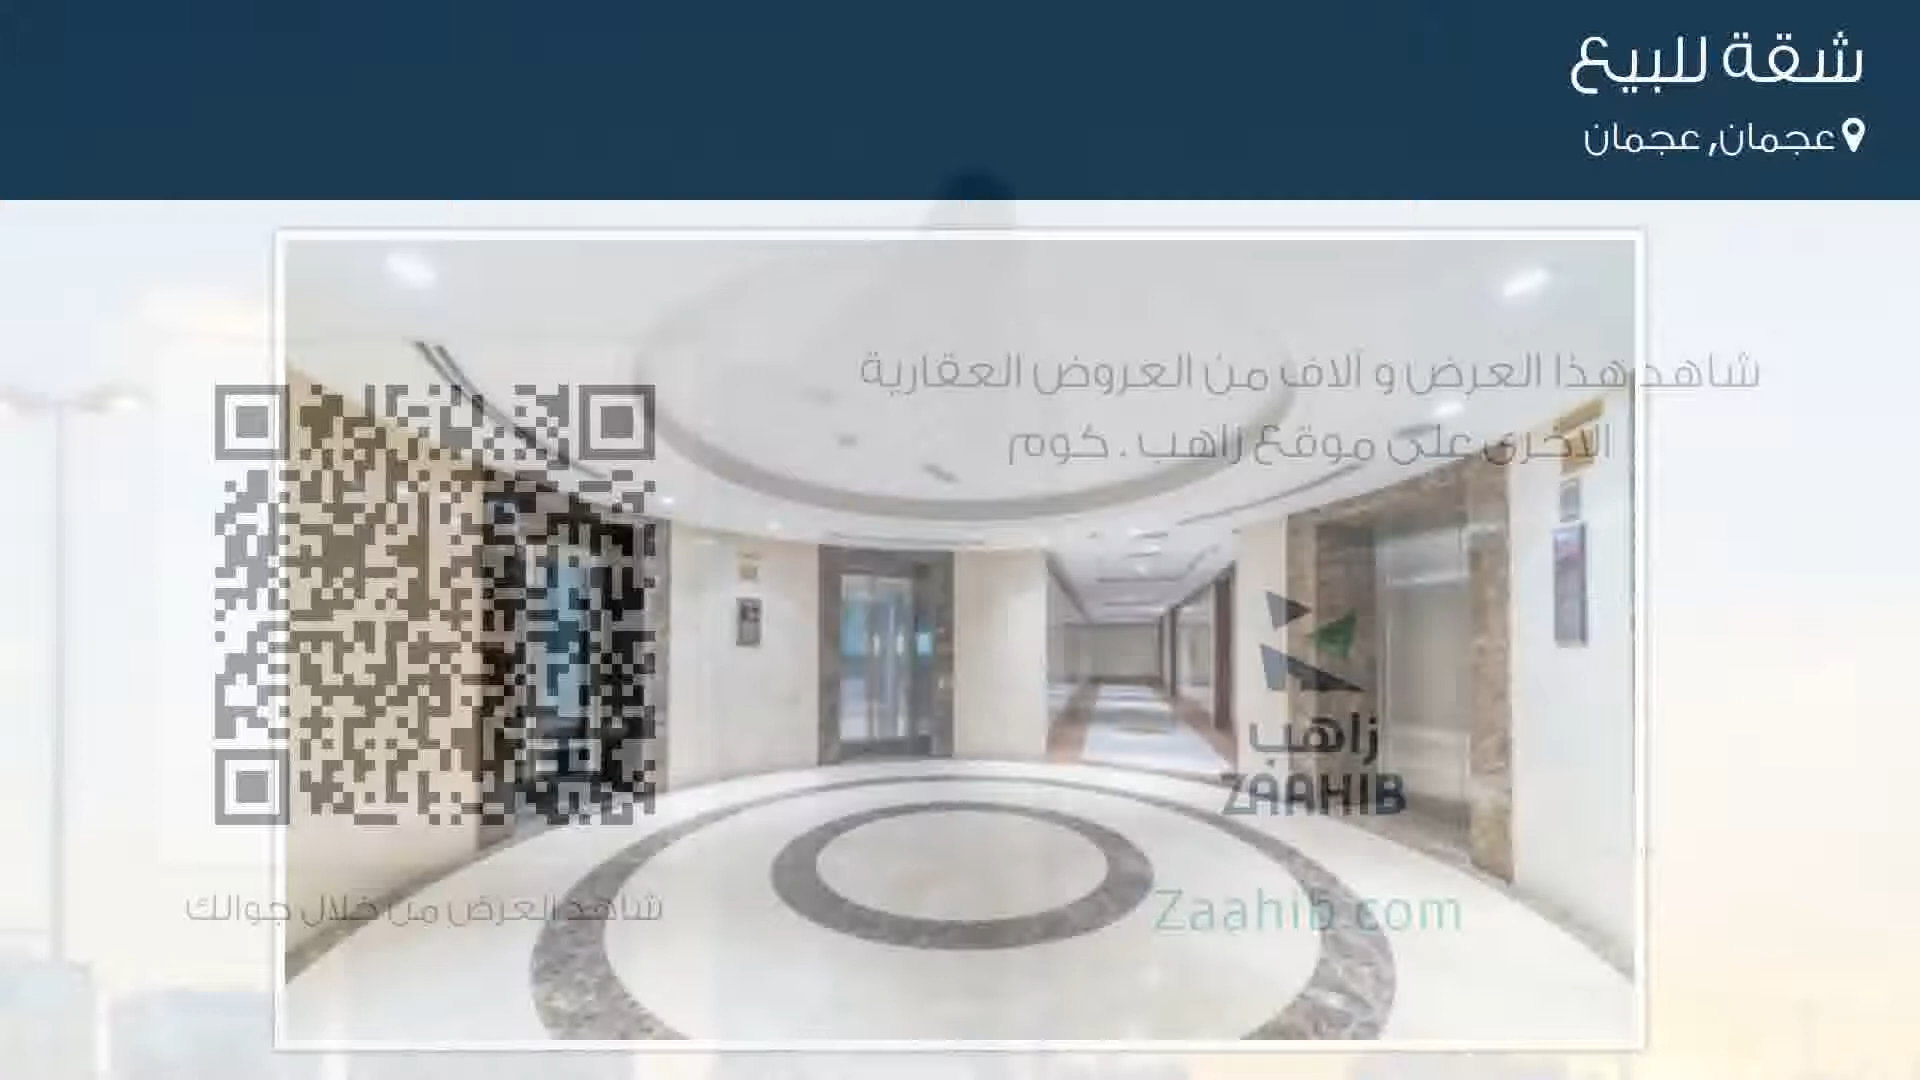 شقة للبيع
عجمان, عجمان
شاهد هذا العرض و آلاف من العروض العقارية
الاخرى على موقع زاهب . كوم
زاهب
ZAAHIB
Zaahib.com
شاهد العرض من خلال جوالك